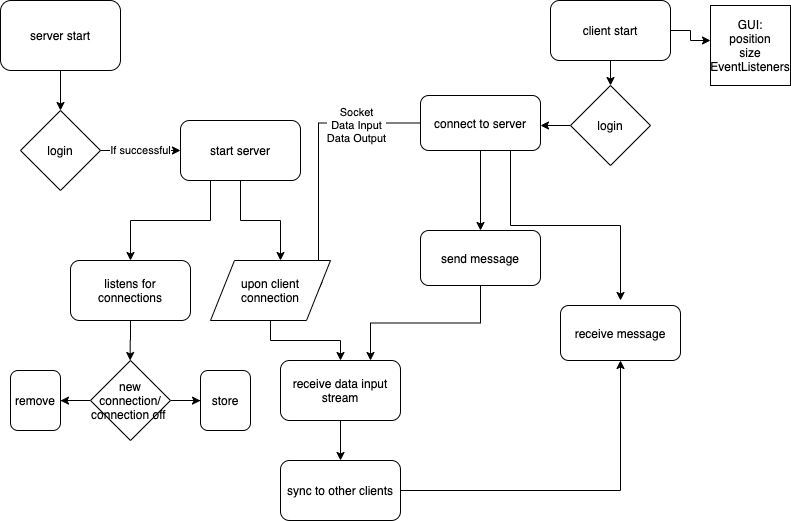 server start
client start
GUI:
position
size
EventListeners
Socket
Data Input
Data Output
connect to server
login
login
If successful
start server
listens for
connections
upon client
connection
send message
receive message
new
connection/
connection off
remove
store
receive data input
stream
sync to other clients